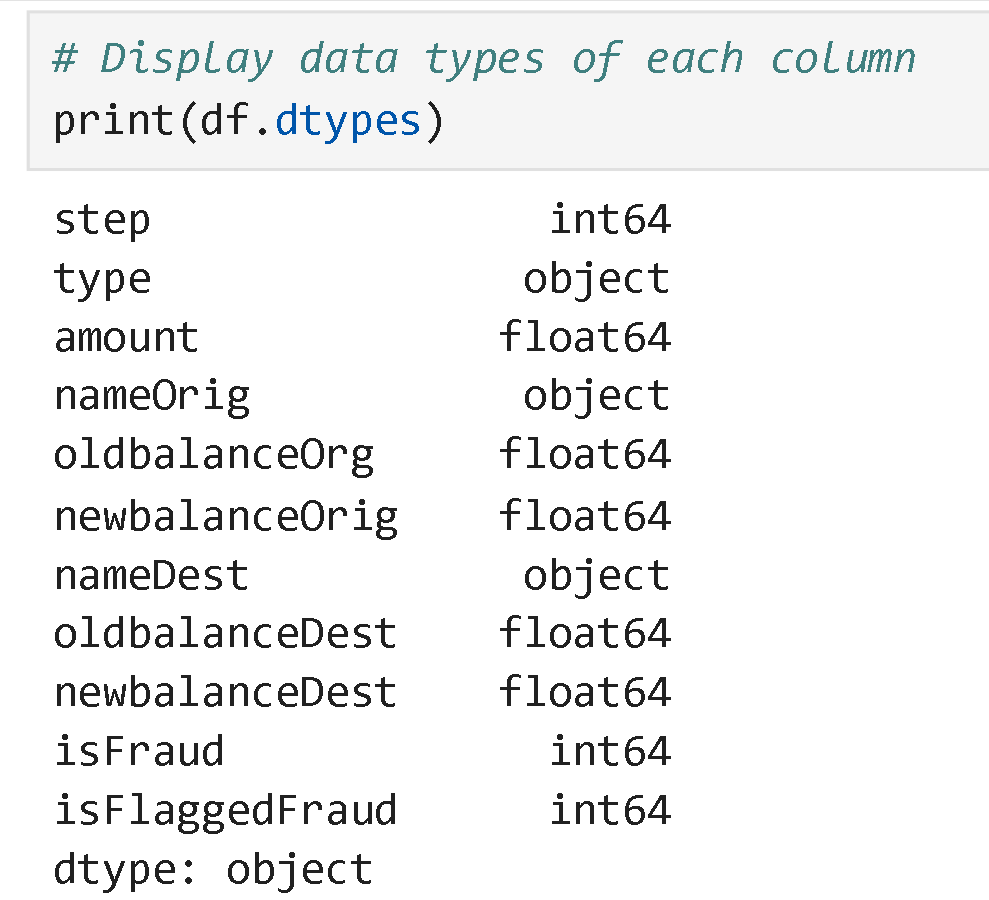 # Display data types of each column
print(df.dtypes)
step int64
type object
amount float64
nameOrig object
oldbalanceOrg float64
newbalanceOrig float64
nameDest object
oldbalanceDest float64
newbalanceDest float64
isFraud int64
isFlaggedFraud int64
dtype: object